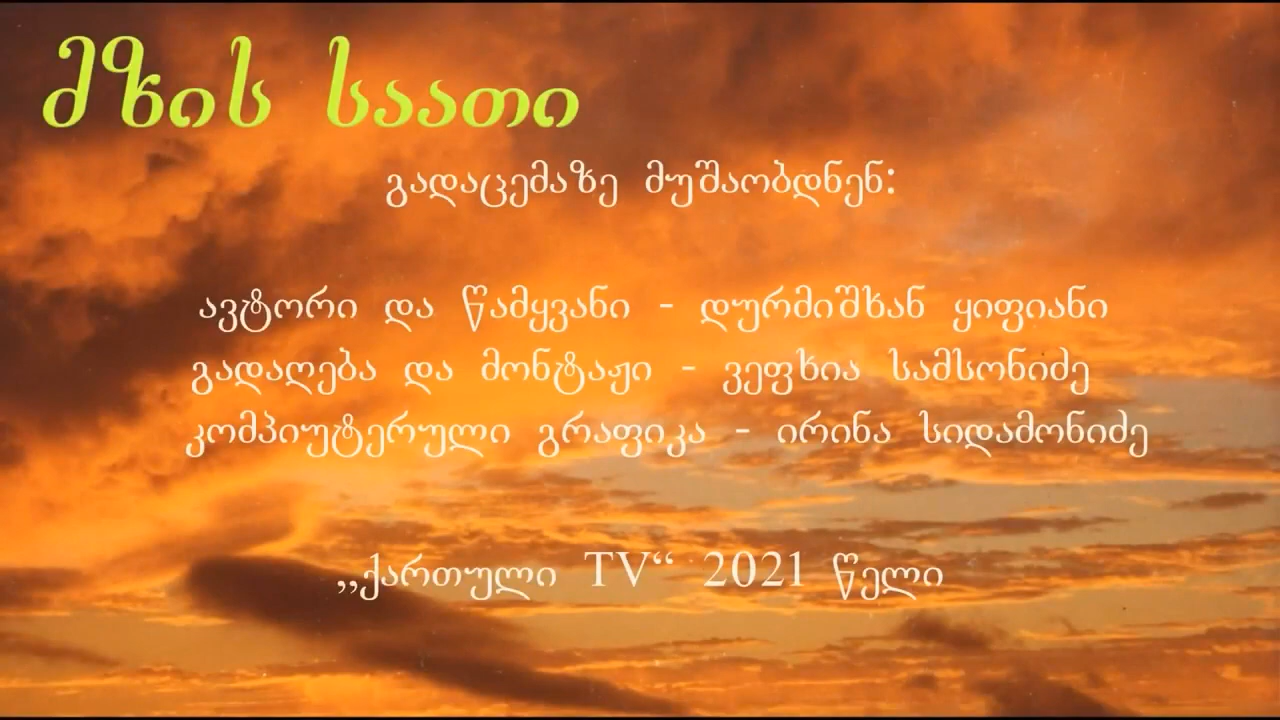 მზის საათი
გადაცემაზე მუშაობდნენ:
ავტორი და წამყვანი - დურმიშხან ყიფიანი
გადაღება და მონტაჟი - ვეფხია სამსონიძე
კომპიუტერული გრაფიკა - ირინა სიდამონიძე
,,ქართული TV“ 2021 წელი